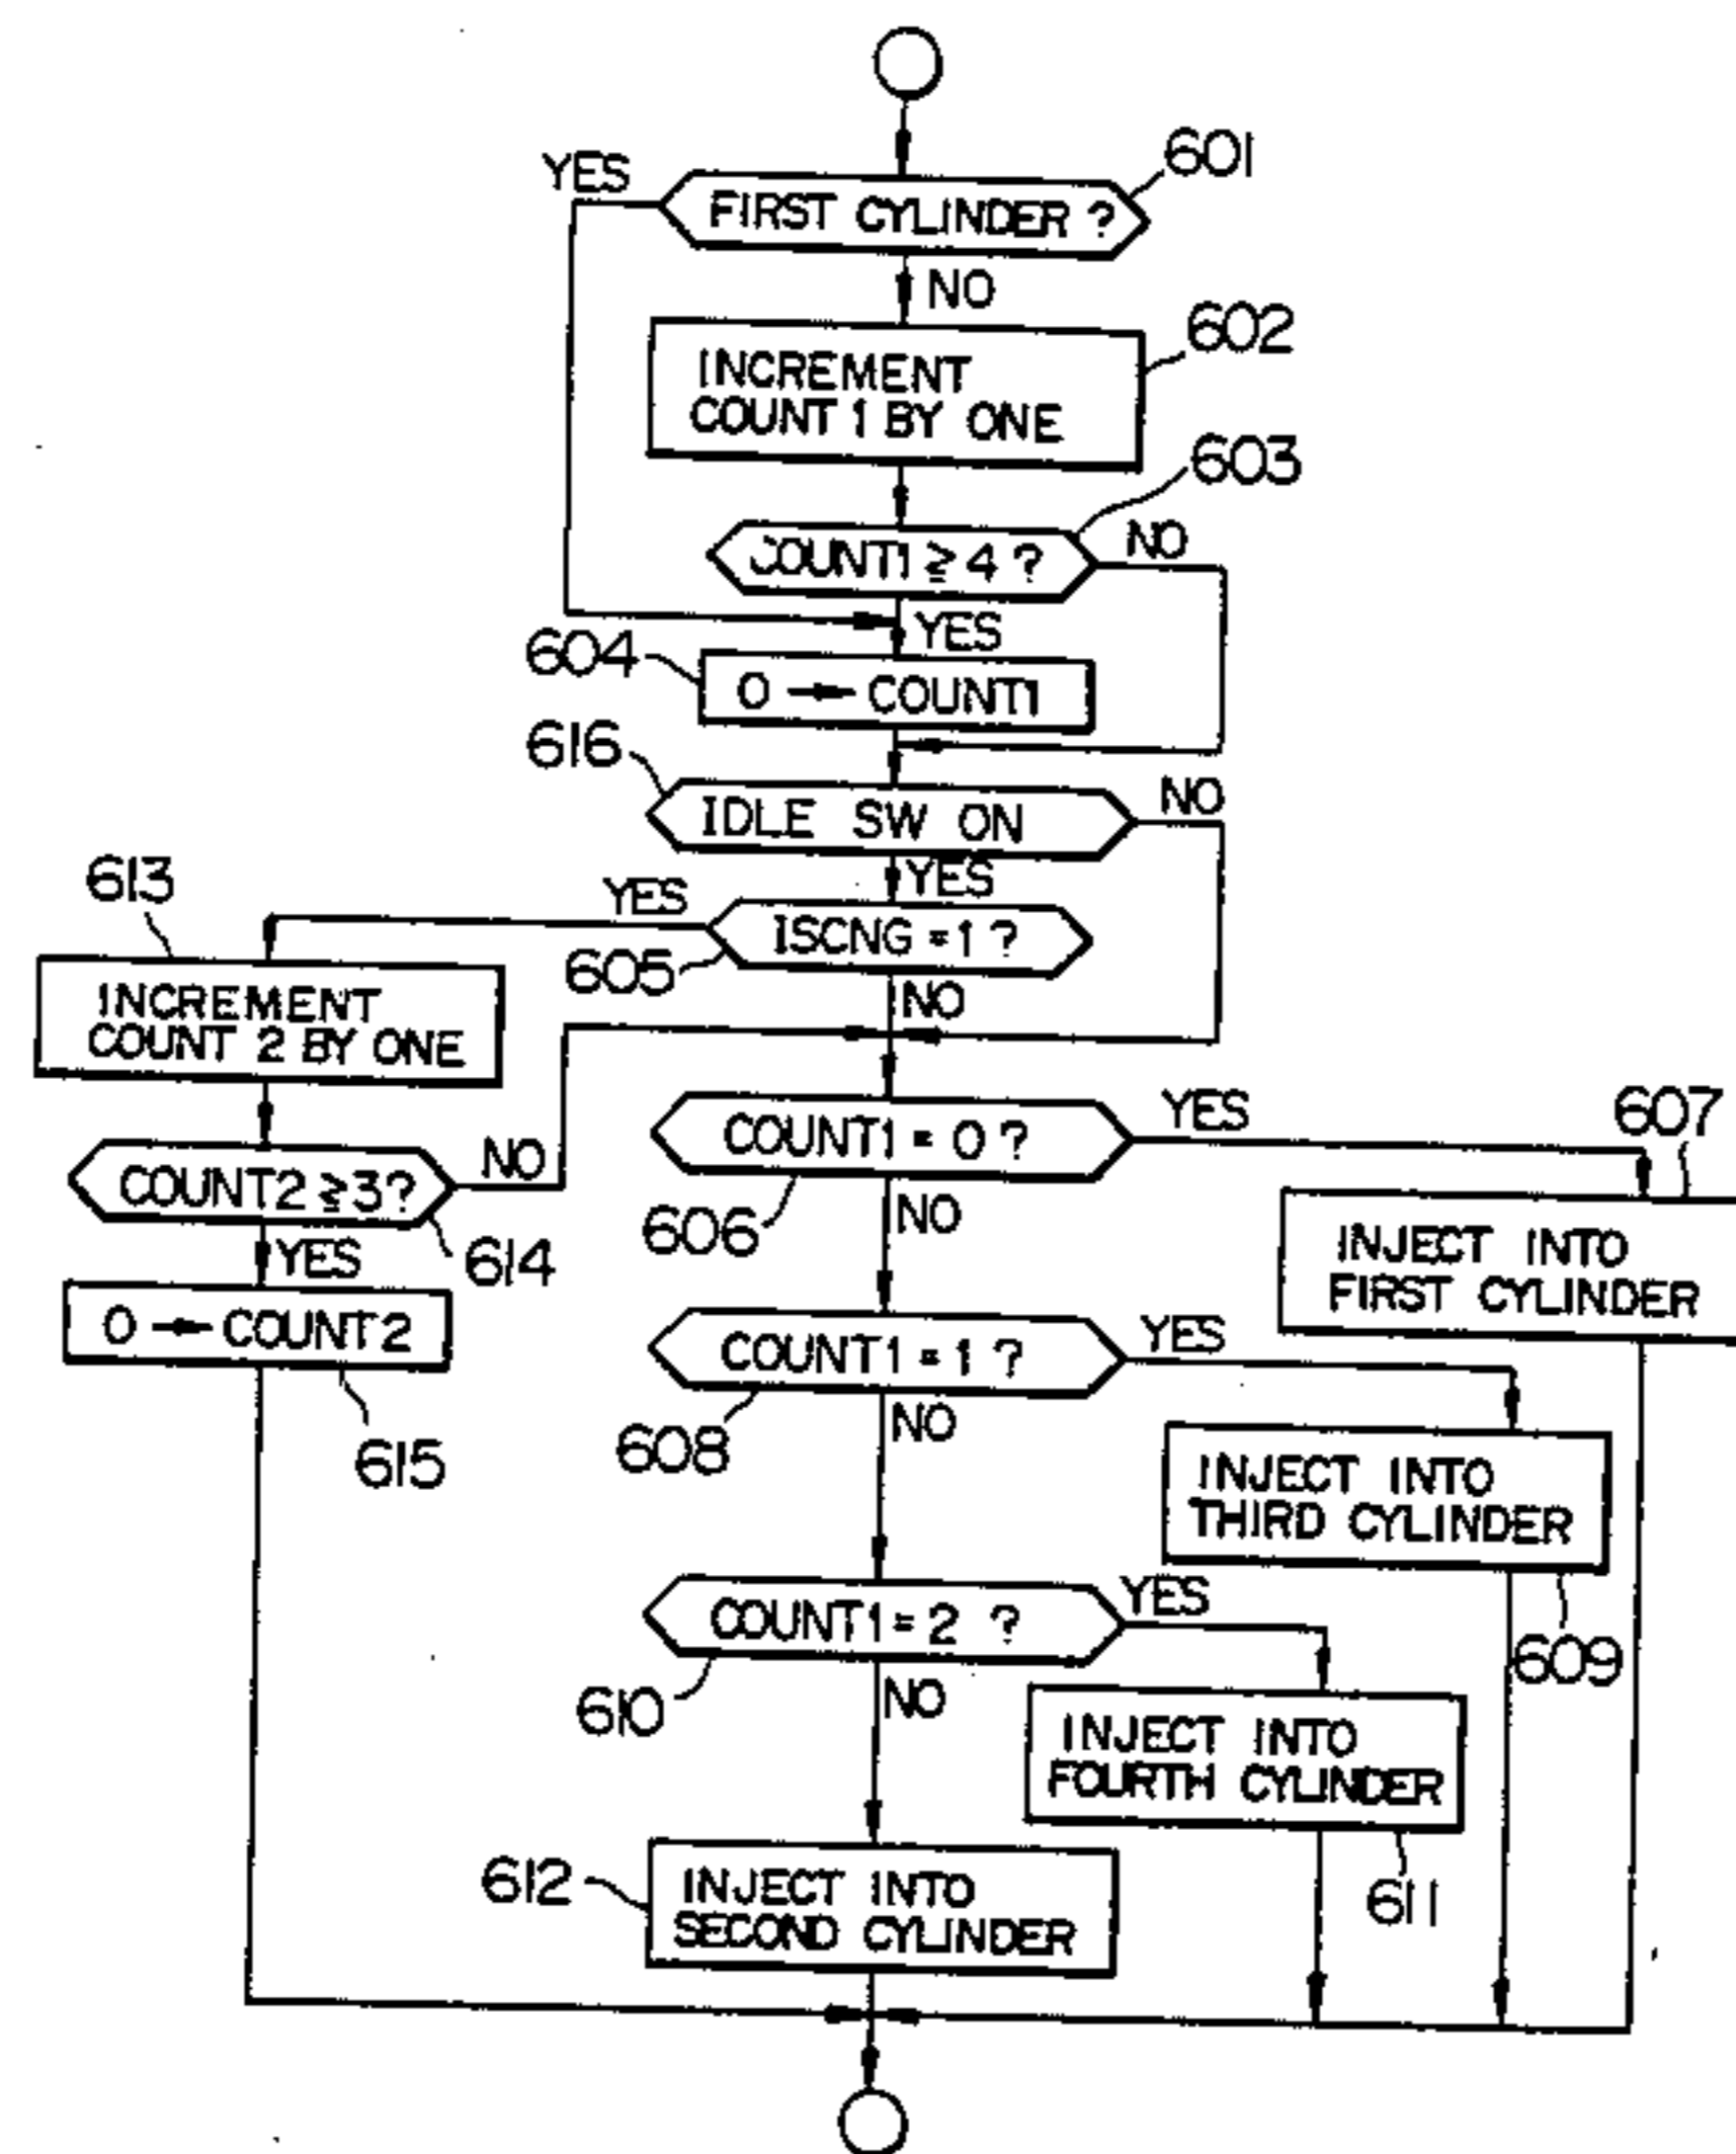 601
YES
FIRST CYLINDER ?
NO
602
INCREMENT
COUNT 1 BY ONE
603
COUNT1 ≧ 4 ?
NO
YES
604
0 → COUNT1
616
IDLE SW ON
NO
YES
613
YES
ISCNG = 1 ?
605
NO
INCREMENT
COUNT 2 BY ONE
COUNT1 = 0 ?
YES
607
COUNT2 ≧ 3 ?
NO
606
NO
INJECT INTO
FIRST CYLINDER
YES
614
0 → COUNT2
COUNT1 = 1 ?
YES
608
NO
615
INJECT INTO
THIRD CYLINDER
COUNT1 = 2 ?
YES
609
610
NO
INJECT INTO
FOURTH CYLINDER
612
INJECT INTO
SECOND CYLINDER
611